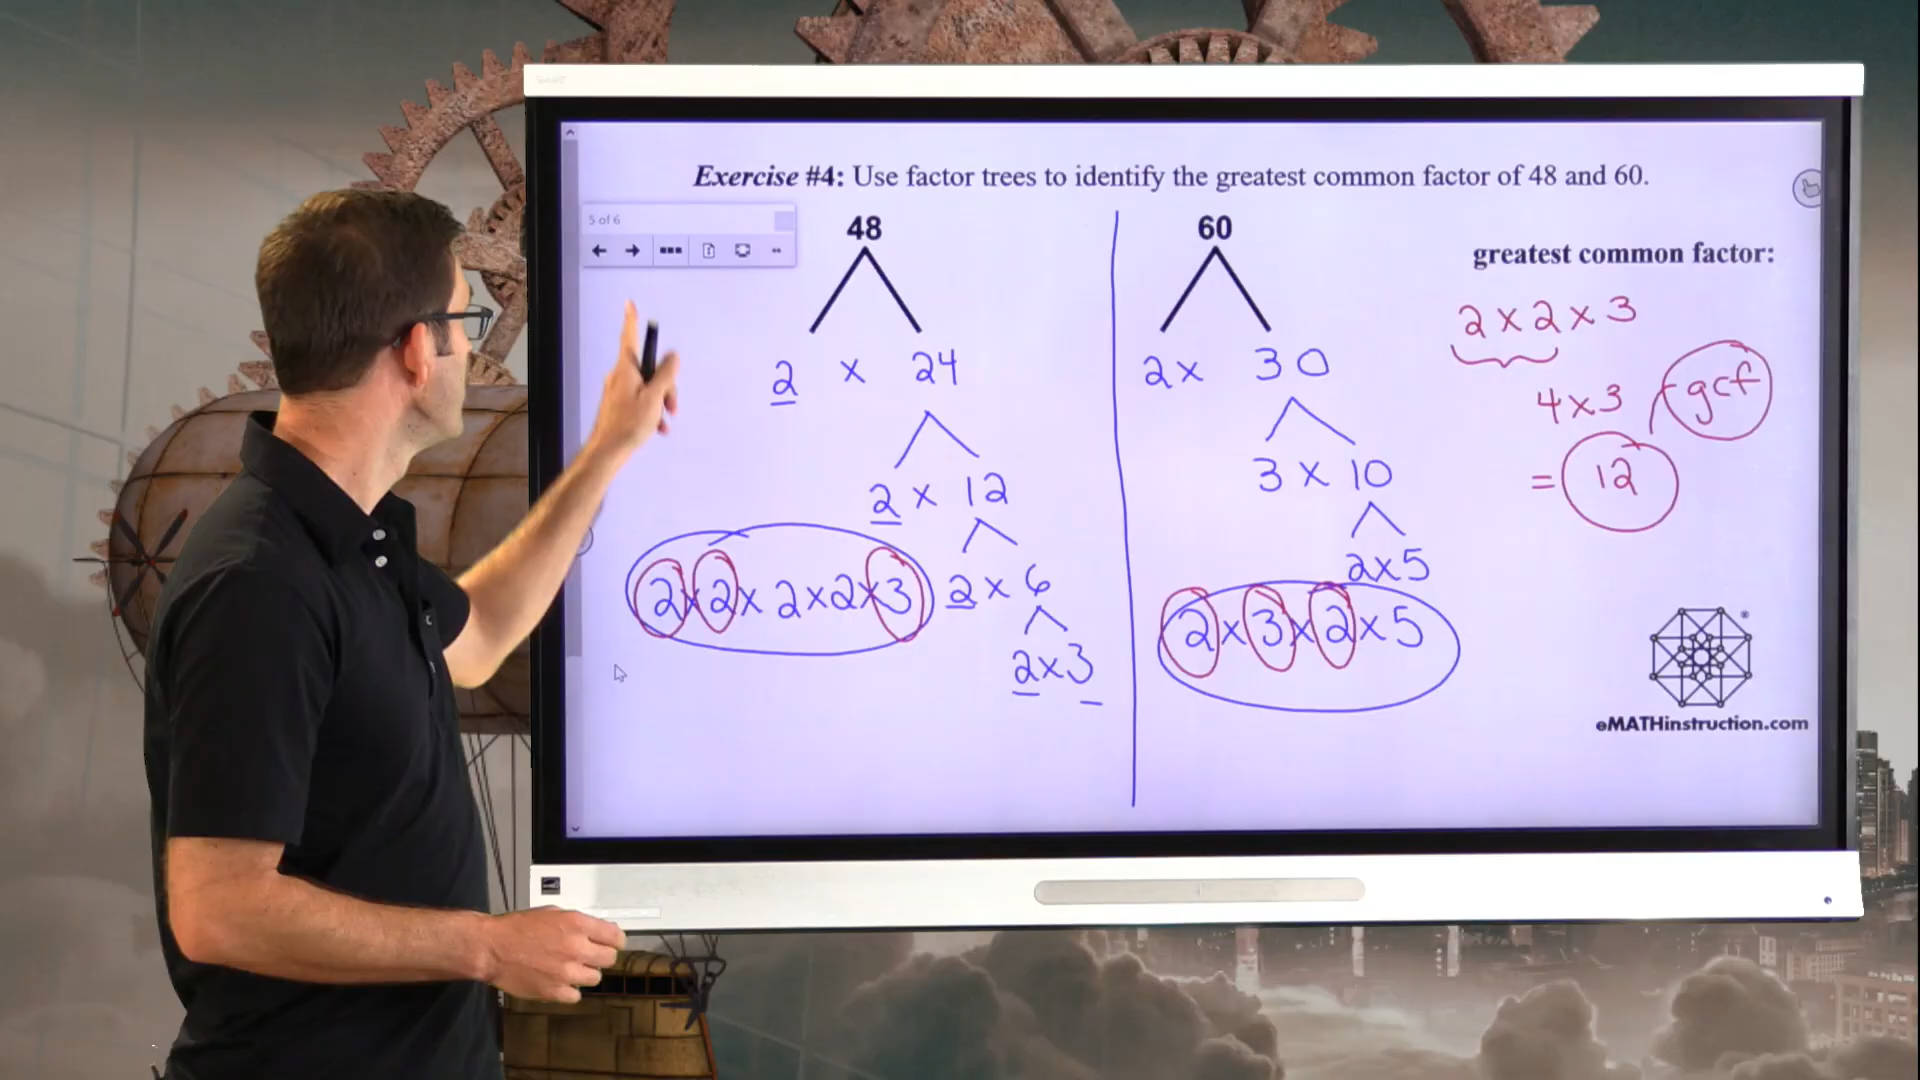 Exercise #4: Use factor trees to identify the greatest common factor of 48 and 60.
5 of 6
48
2 x 24
2 x 12
2 x 6
2 x 3
2 x 2 x 2 x 2 x 3
60
2 x 30
3 x 10
2 x 5
2 x 3 x 2 x 5
greatest common factor:
2 x 2 x 3
4 x 3
= 12
gcf
®
eMATHinstruction.com